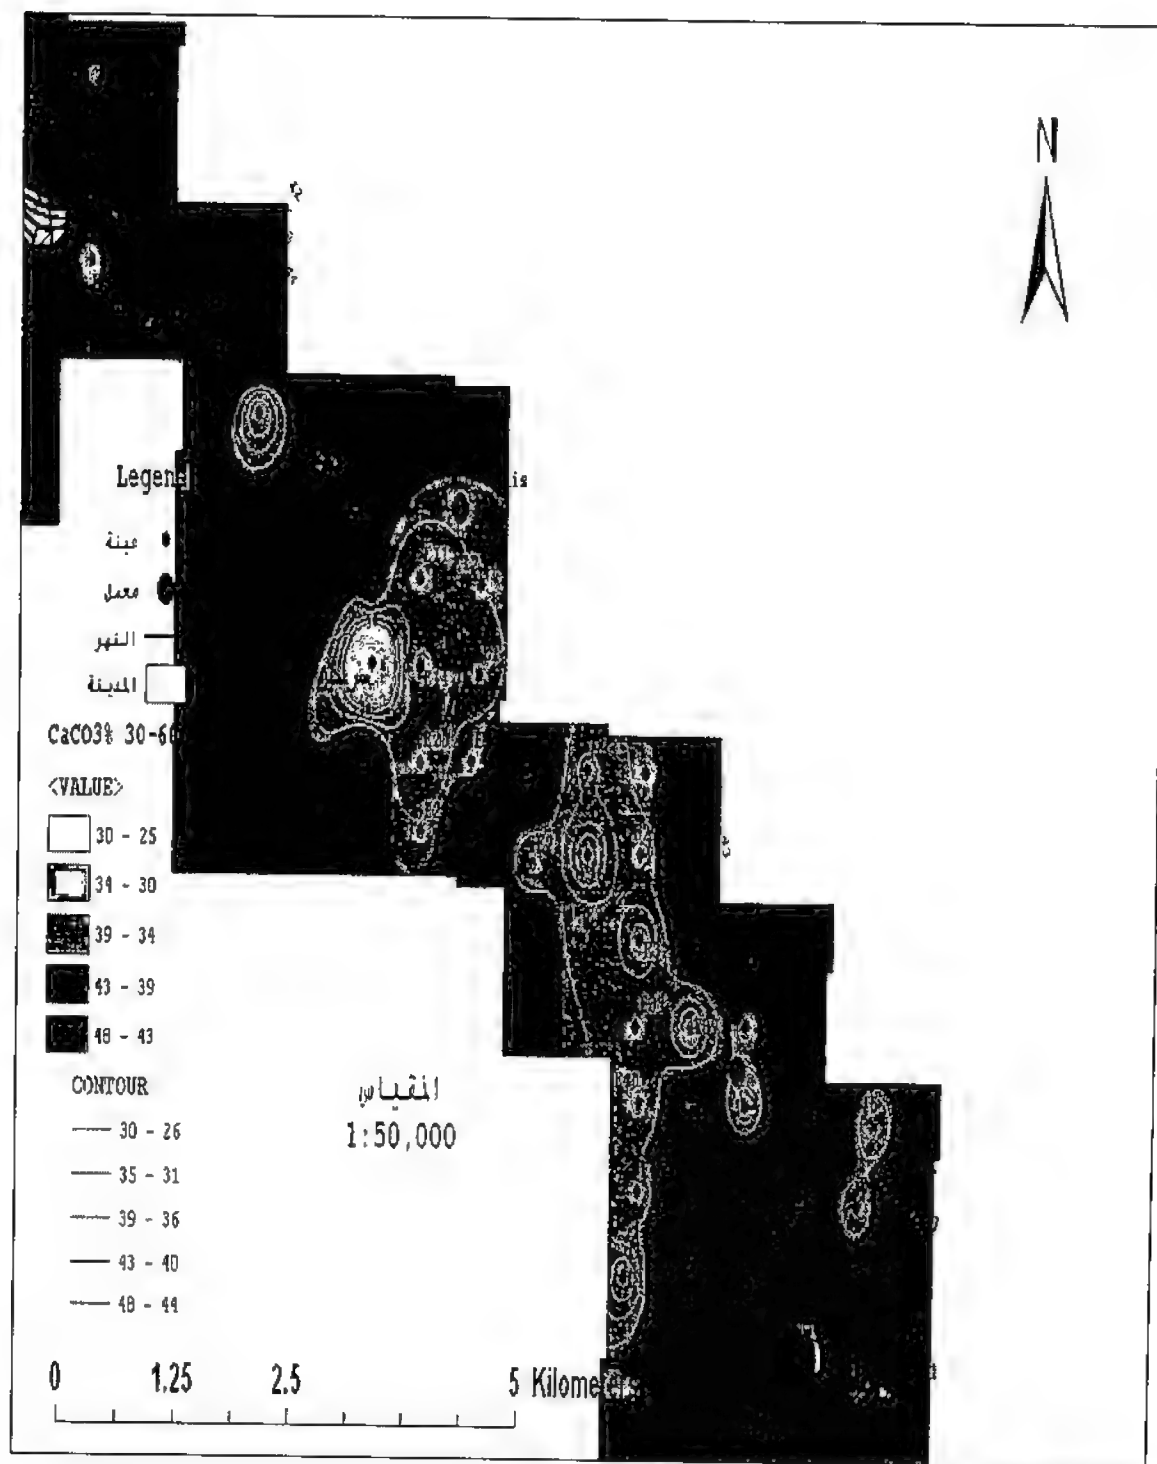 N
Legend
عينة
معمل
النهر
المدينة
CaCO3% 30-60
<VALUE>
30 - 25
34 - 30
39 - 34
43 - 39
48 - 43
CONTOUR
30 - 26
35 - 31
39 - 36
43 - 40
48 - 44
المقياس
1:50,000
0 1.25 2.5 5 Kilometers